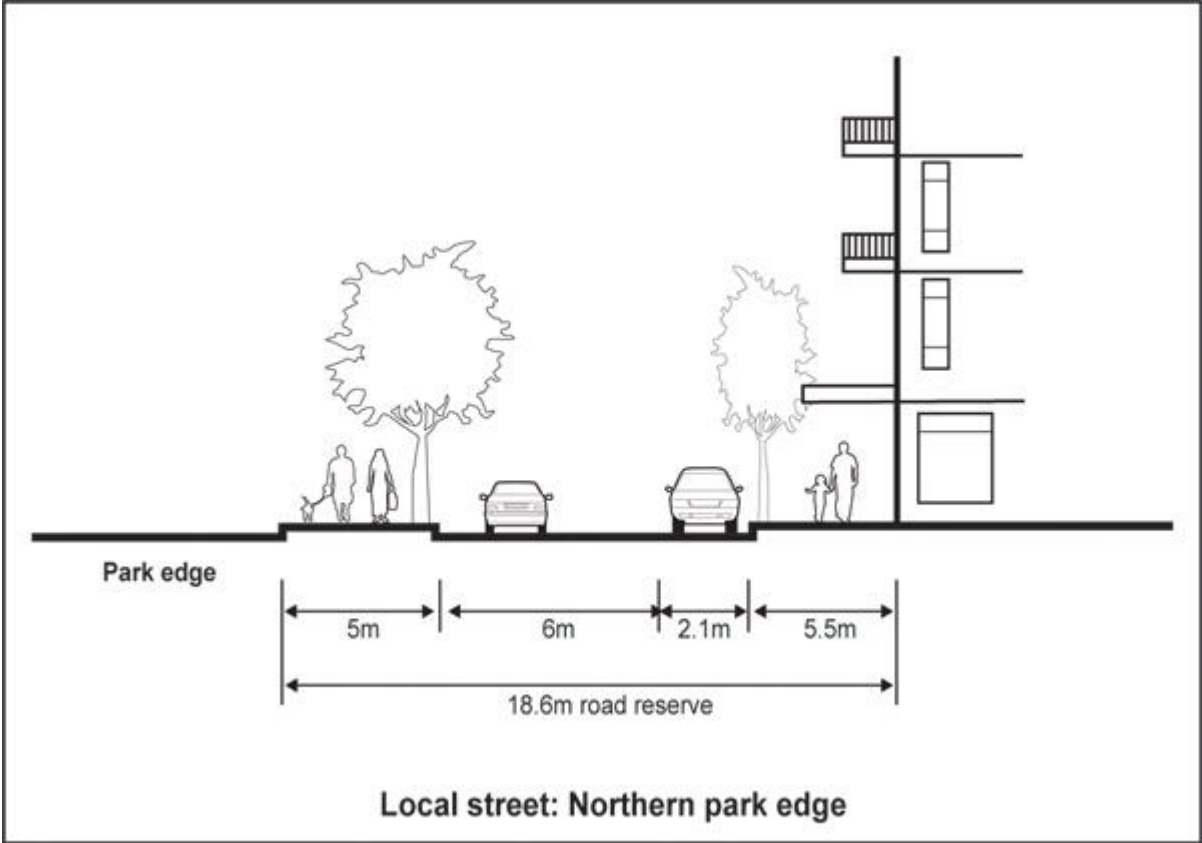 Park edge
5m
6m
2.1m
5.5m
18.6m road reserve
Local street: Northern park edge